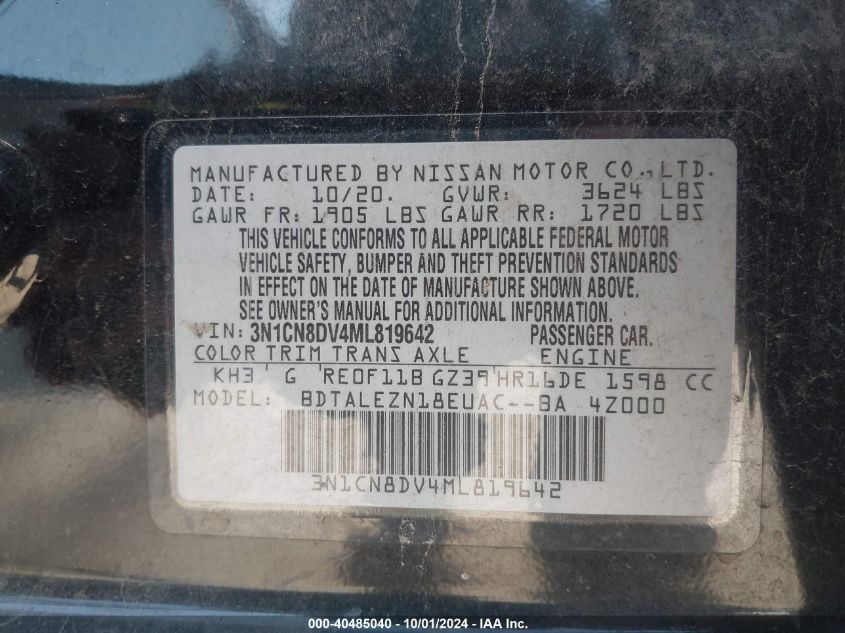 MANUFACTURED BY NISSAN MOTOR CO., LTD.
DATE: 10/20. GVWR: 3624 LBS
GAWR FR: 1905 LBS GAWR RR: 1720 LBS
THIS VEHICLE CONFORMS TO ALL APPLICABLE FEDERAL MOTOR
VEHICLE SAFETY, BUMPER AND THEFT PREVENTION STANDARDS
IN EFFECT ON THE DATE OF MANUFACTURE SHOWN ABOVE.
SEE OWNER'S MANUAL FOR ADDITIONAL INFORMATION.
VIN: 3N1CN8DV4ML819642 PASSENGER CAR.
COLOR TRIM TRANS AXLE ENGINE
KH3 G RE0F11B GZ39 HR16DE 1598 CC
MODEL: BDTALEZN18EUAC--BA 4Z000
3N1CN8DV4ML819642
000-40485040 - 10/01/2024 - IAA Inc.